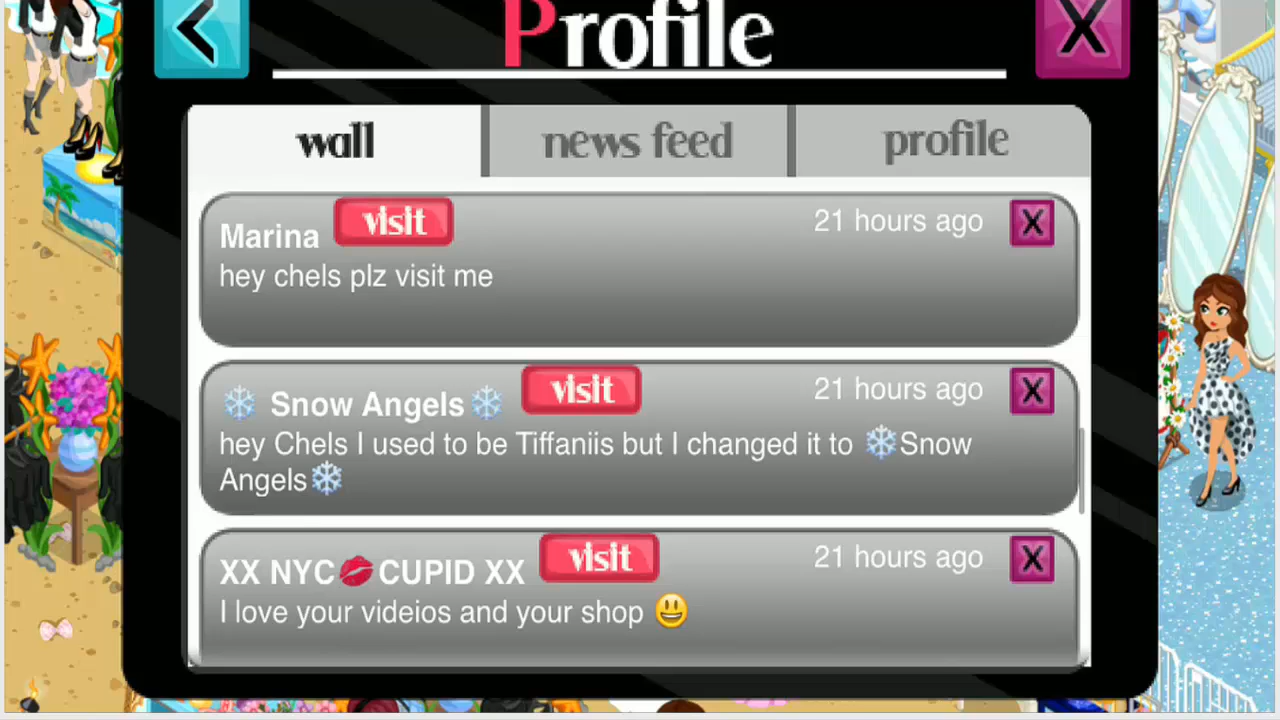 Profile
wall
news feed
profile
Marina visit 21 hours ago X
hey chels plz visit me
❄️ Snow Angels❄️ visit 21 hours ago X
hey Chels I used to be Tiffaniis but I changed it to ❄️Snow
Angels❄️
XX NYC💋CUPID XX visit 21 hours ago X
I love your videios and your shop 😃